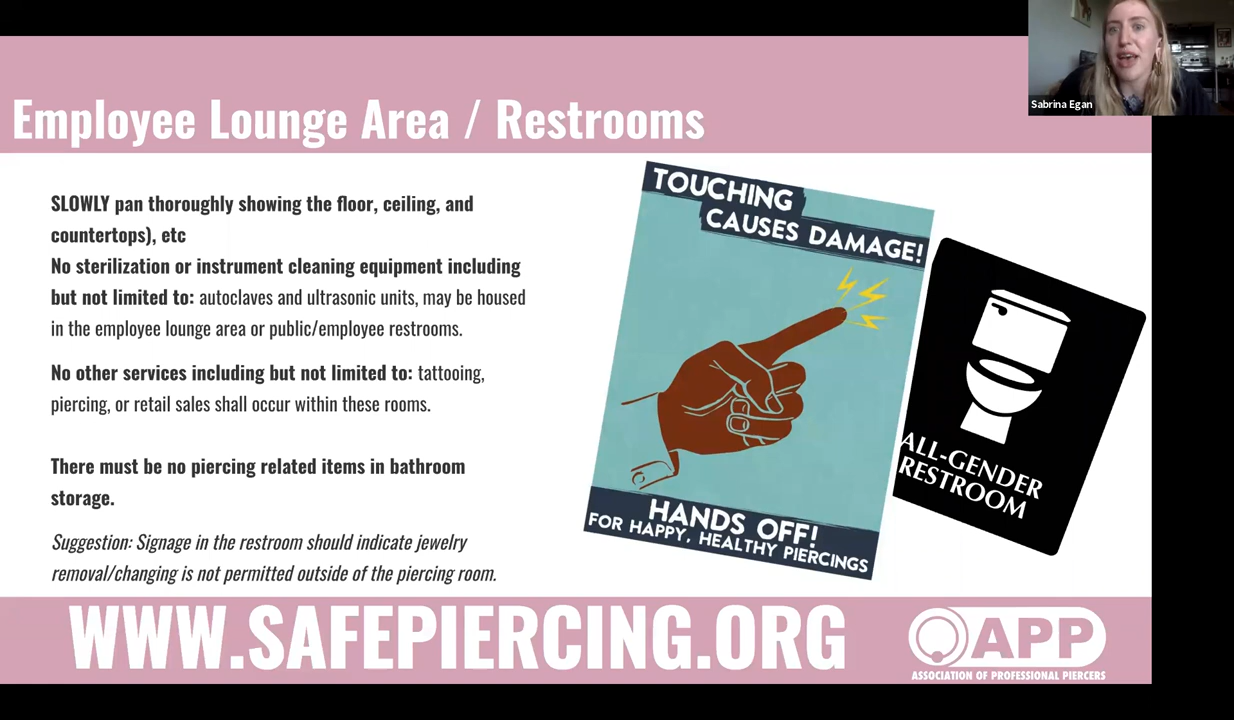 Sabrina Egan
Employee Lounge Area / Restrooms
SLOWLY pan thoroughly showing the floor, ceiling, and
countertops), etc
No sterilization or instrument cleaning equipment including
but not limited to: autoclaves and ultrasonic units, may be housed
in the employee lounge area or public/employee restrooms.
No other services including but not limited to: tattooing,
piercing, or retail sales shall occur within these rooms.
There must be no piercing related items in bathroom
storage.
Suggestion: Signage in the restroom should indicate jewelry
removal/changing is not permitted outside of the piercing room.
TOUCHING
CAUSES DAMAGE!
HANDS OFF!
FOR HAPPY, HEALTHY PIERCINGS
ALL-GENDER
RESTROOM
WWW.SAFEPIERCING.ORG
APP
ASSOCIATION OF PROFESSIONAL PIERCERS